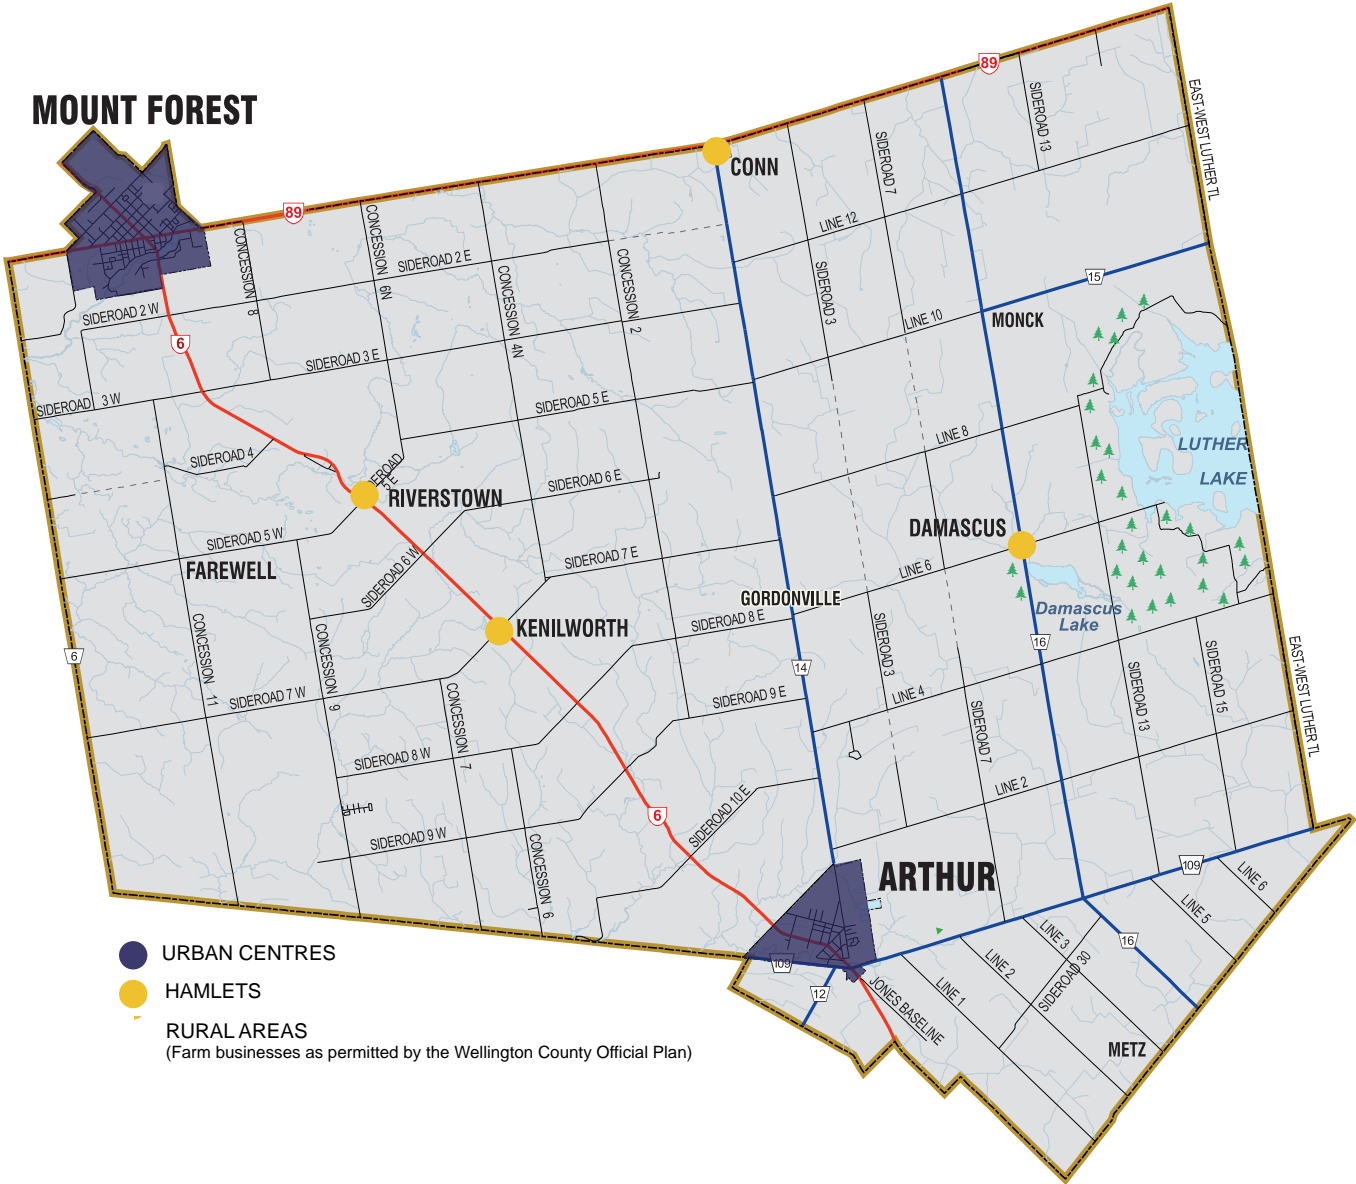 MOUNT FOREST
89
EAST-WEST LUTHER TL
SIDEROAD 13
SIDEROAD 7
CONN
89
CONCESSION 6N
CONCESSION 8
LINE 12
SIDEROAD 2 E
CONCESSION 2
CONCESSION 4N
SIDEROAD 3
15
SIDEROAD 2 W
LINE 10
MONCK
6
SIDEROAD 3 E
SIDEROAD 3 W
SIDEROAD 5 E
LINE 8
LUTHER
LAKE
SIDEROAD 4
SIDEROAD 5 E
SIDEROAD 6 E
RIVERSTOWN
DAMASCUS
SIDEROAD 5 W
FAREWELL
SIDEROAD 6 W
SIDEROAD 7 E
LINE 6
GORDONVILLE
Damascus
Lake
SIDEROAD 8 E
KENILWORTH
CONCESSION 11
CONCESSION 9
SIDEROAD 3
16
6
14
SIDEROAD 15
SIDEROAD 13
EAST-WEST LUTHER TL
SIDEROAD 7 W
CONCESSION 7
SIDEROAD 9 E
LINE 4
SIDEROAD 7
SIDEROAD 8 W
LINE 2
6
SIDEROAD 10 E
SIDEROAD 9 W
CONCESSION 6
ARTHUR
109
LINE 6
LINE 5
LINE 3
16
LINE 2
SIDEROAD 30
LINE 1
109
12
JONES BASELINE
METZ
URBAN CENTRES
HAMLETS
RURAL AREAS
(Farm businesses as permitted by the Wellington County Official Plan)